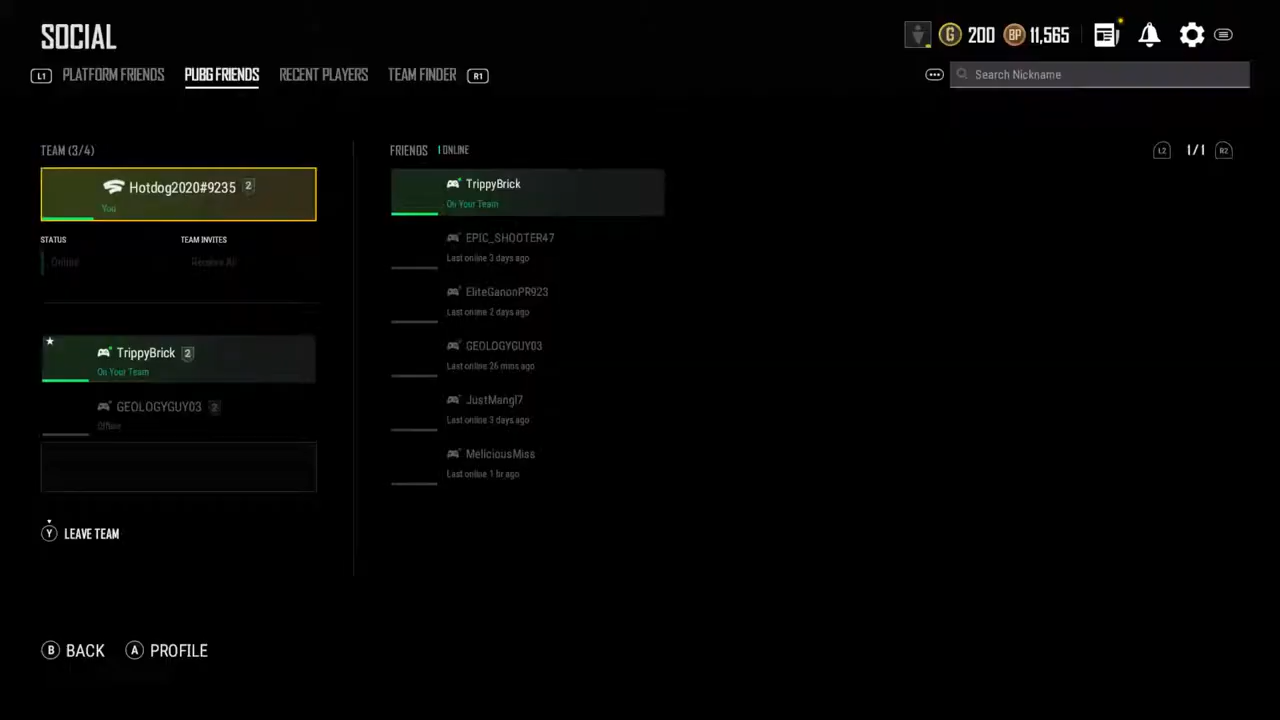 SOCIAL
G 200 BP 11,565
L1 PLATFORM FRIENDS PUBG FRIENDS RECENT PLAYERS TEAM FINDER R1
Search Nickname
TEAM (3/4)
Hotdog2020#9235 2
You
STATUS TEAM INVITES
Online Receive All
TrippyBrick 2
On Your Team
GEOLOGYGUY03 2
Offline
Y LEAVE TEAM
FRIENDS 1 ONLINE
L2 1/1 R2
TrippyBrick
On Your Team
EPIC_SHOOTER47
Last online 3 days ago
EliteGanonPR923
Last online 2 days ago
GEOLOGYGUY03
Last online 26 mins ago
JustMangl7
Last online 3 days ago
MeliciousMiss
Last online 1 hr ago
B BACK A PROFILE